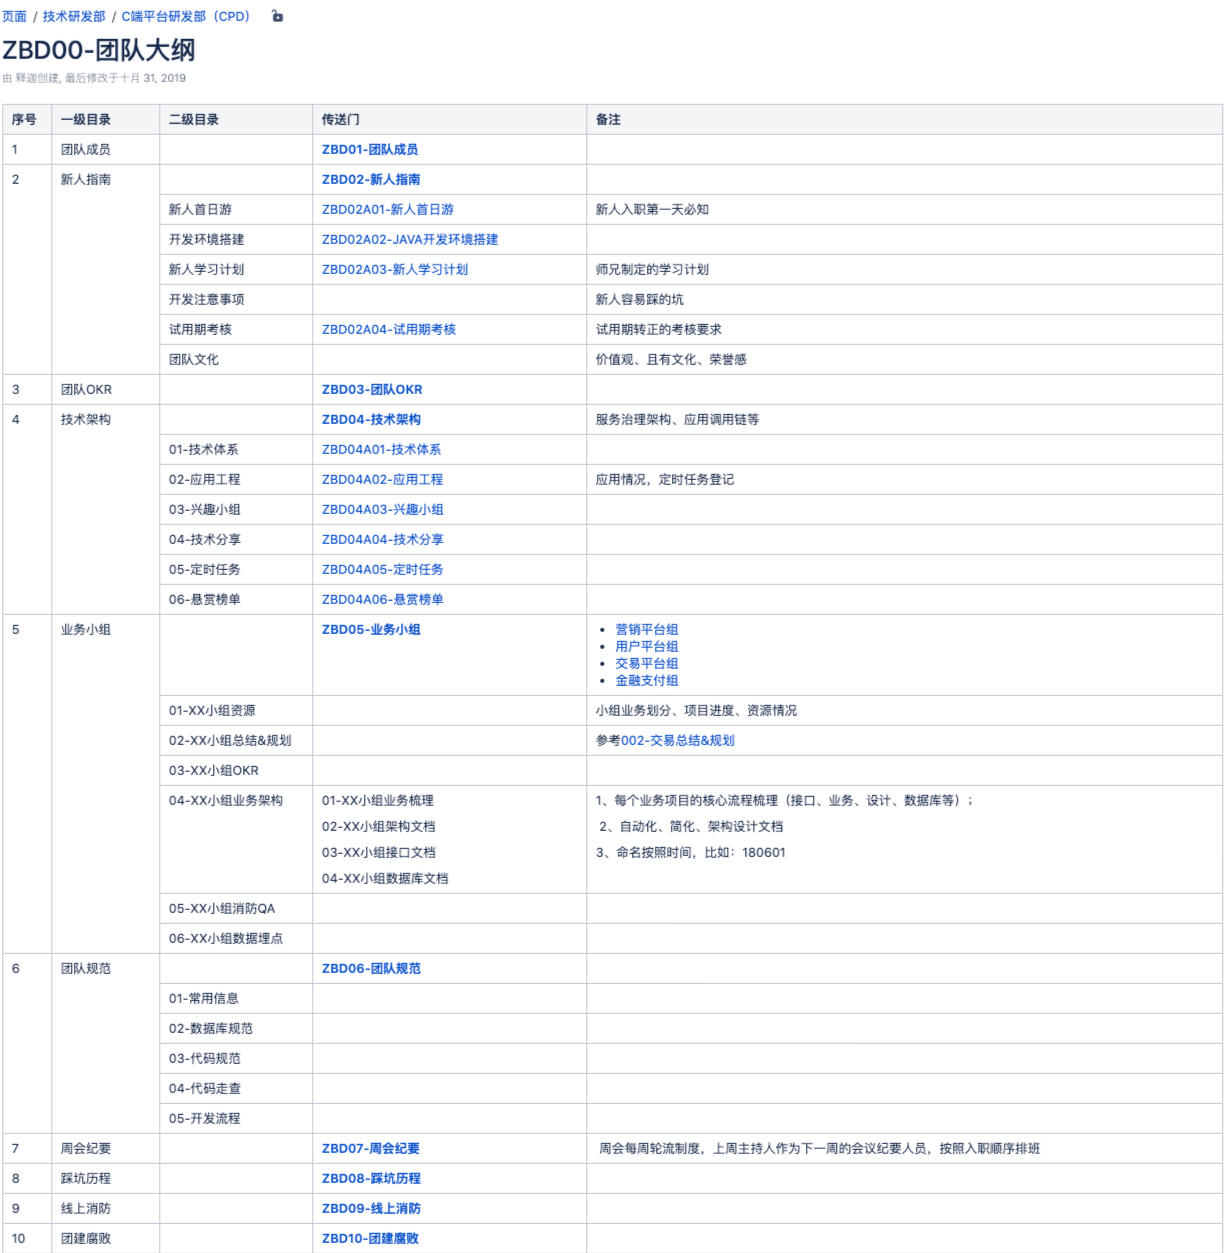 页面 / 技术研发部 / C端平台研发部（CPD）
ZBD00-团队大纲
由 释迦创建, 最后修改于十月 31, 2019
序号 一级目录 二级目录 传送门 备注
1 团队成员 ZBD01-团队成员
2 新人指南 ZBD02-新人指南
新人首日游 ZBD02A01-新人首日游 新人入职第一天必知
开发环境搭建 ZBD02A02-JAVA开发环境搭建
新人学习计划 ZBD02A03-新人学习计划 师兄制定的学习计划
开发注意事项 新人容易踩的坑
试用期考核 ZBD02A04-试用期考核 试用期转正的考核要求
团队文化 价值观、且有文化、荣誉感
3 团队OKR ZBD03-团队OKR
4 技术架构 ZBD04-技术架构 服务治理架构、应用调用链等
01-技术体系 ZBD04A01-技术体系
02-应用工程 ZBD04A02-应用工程 应用情况，定时任务登记
03-兴趣小组 ZBD04A03-兴趣小组
04-技术分享 ZBD04A04-技术分享
05-定时任务 ZBD04A05-定时任务
06-悬赏榜单 ZBD04A06-悬赏榜单
5 业务小组 ZBD05-业务小组 • 营销平台组
• 用户平台组
• 交易平台组
• 金融支付组
01-XX小组资源 小组业务划分、项目进度、资源情况
02-XX小组总结&规划 参考002-交易总结&规划
03-XX小组OKR
04-XX小组业务架构 01-XX小组业务梳理 1、每个业务项目的核心流程梳理（接口、业务、设计、数据库等）；
02-XX小组架构文档 2、自动化、简化、架构设计文档
03-XX小组接口文档 3、命名按照时间，比如：180601
04-XX小组数据库文档
05-XX小组消防QA
06-XX小组数据埋点
6 团队规范 ZBD06-团队规范
01-常用信息
02-数据库规范
03-代码规范
04-代码走查
05-开发流程
7 周会纪要 ZBD07-周会纪要 周会每周轮流制度，上周主持人作为下一周的会议纪要人员，按照入职顺序排班
8 踩坑历程 ZBD08-踩坑历程
9 线上消防 ZBD09-线上消防
10 团建腐败 ZBD10-团建腐败